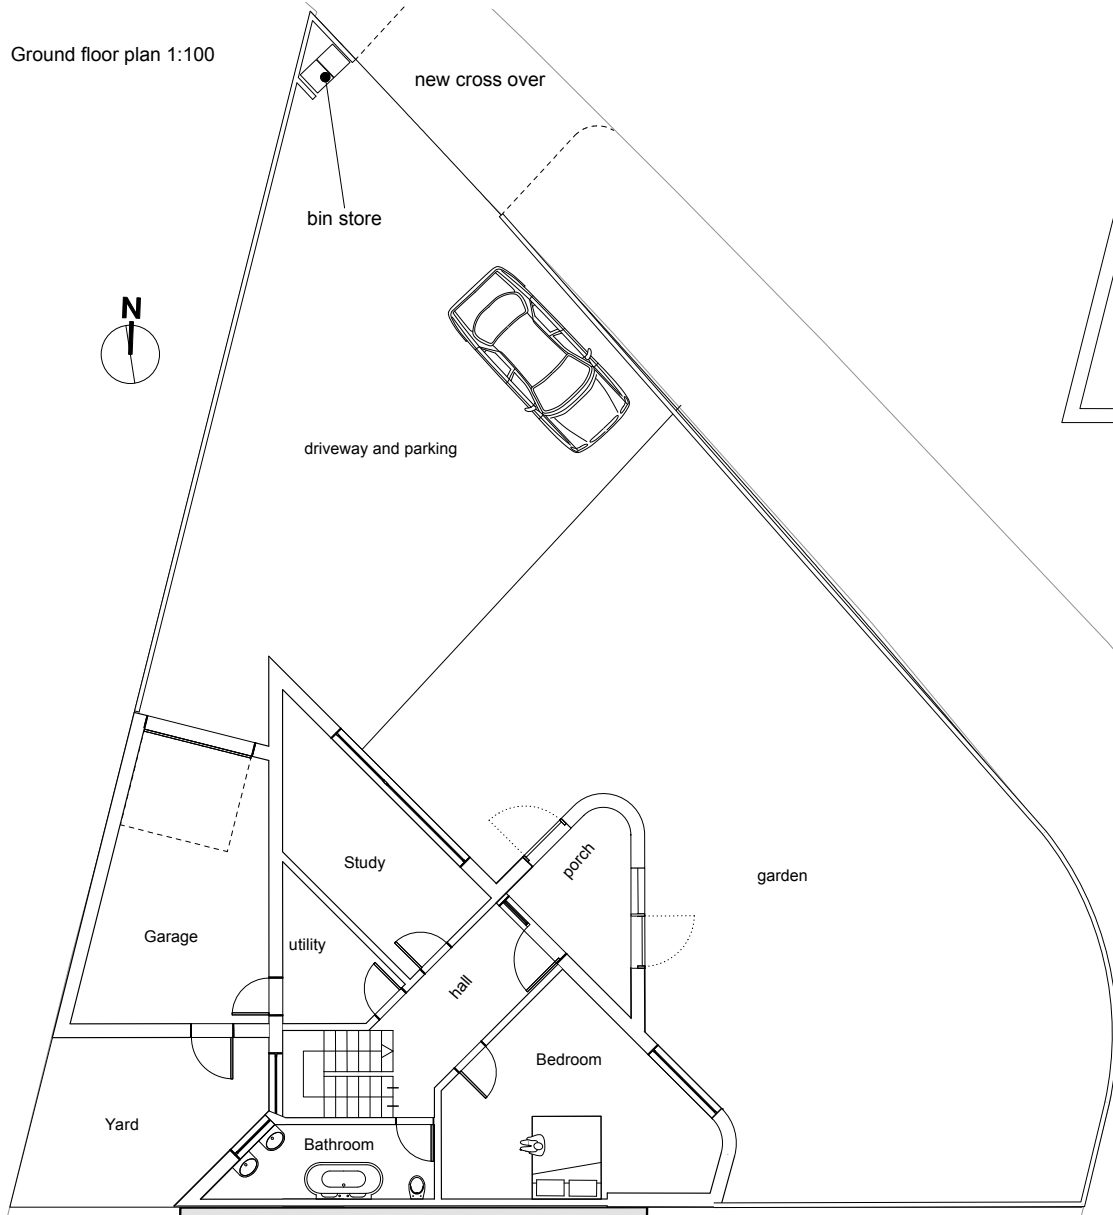 Ground floor plan 1:100
new cross over
bin store
N
driveway and parking
porch
Study
garden
Garage
utility
hall
Bedroom
Yard
Bathroom